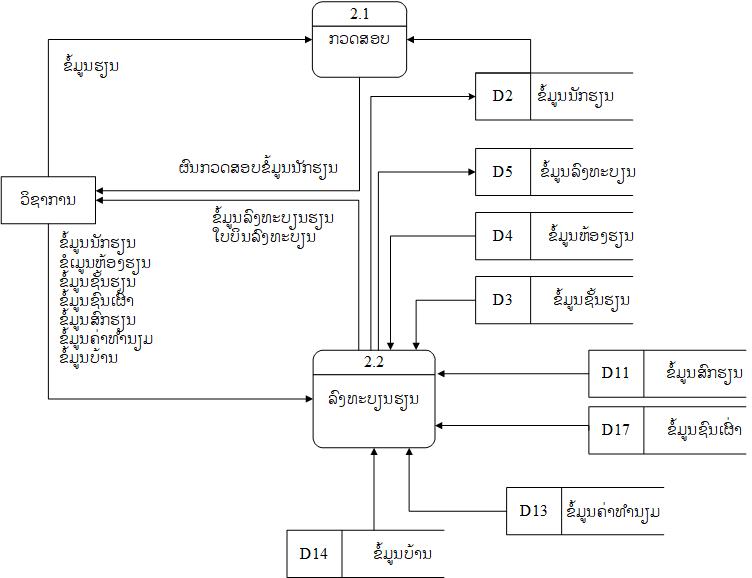 2.1
ກວດສອບ
ຂໍ້ມູນຮຽນ
D2 ຂໍ້ມູນນັກຮຽນ
ຜົນກວດສອບຂໍ້ມູນນັກຮຽນ
D5 ຂໍ້ມູນລົງທະບຽນ
ວິຊາການ
ຂໍ້ມູນລົງທະບຽນຮຽນ
ໃບບິນລົງທະບຽນ
D4 ຂໍ້ມູນຫ້ອງຮຽນ
ຂໍ້ມູນນັກຮຽນ
ຂໍເມູນຫ້ອງຮຽນ
ຂໍ້ມູນຊັ້ນຮຽນ
ຂໍ້ມູນຊົນເຜົ່າ
ຂໍ້ມູນສົກຮຽນ
ຂໍ້ມູນຄ່າທຳນຽມ
ຂໍ້ມູນບ້ານ
D3 ຂໍ້ມູນຊັ້ນຮຽນ
2.2
ລົງທະບຽນຮຽນ
D11 ຂໍ້ມູນສົກຮຽນ
D17 ຂໍ້ມູນຊົນເຜົ່າ
D13 ຂໍ້ມູນຄ່າທຳນຽມ
D14 ຂໍ້ມູນບ້ານ